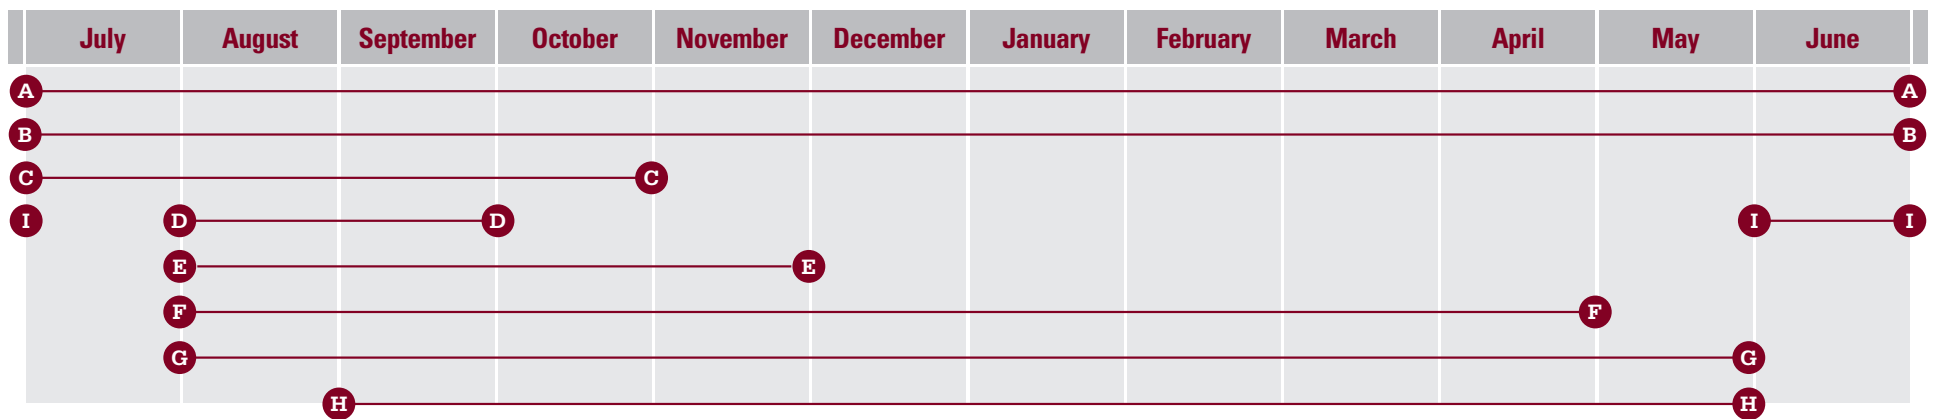 July August September October November December January February March April May June
A A
B B
C C
I D D I I
E E
F F
G G
H H